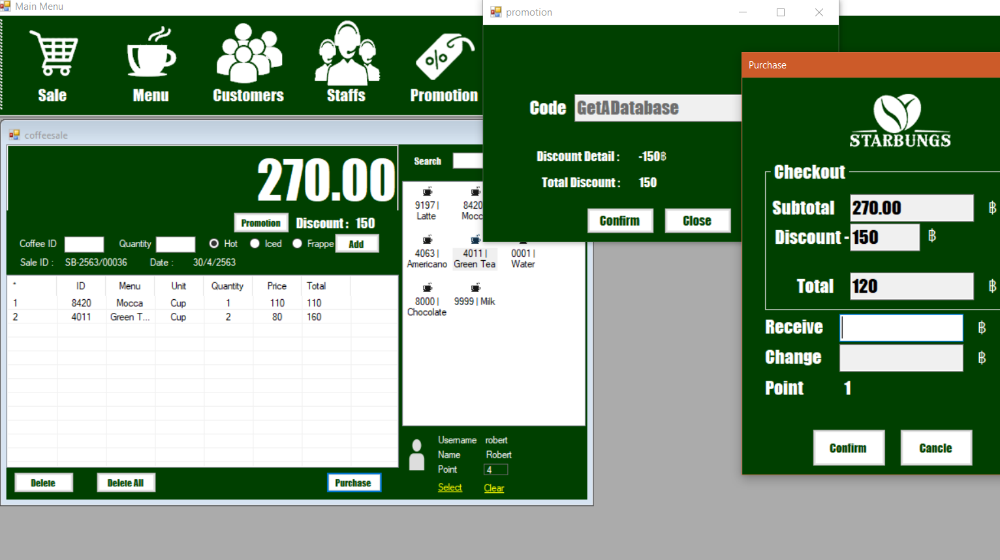 Main Menu
Sale
Menu
Customers
Staffs
Promotion
coffeesale
270.00
Promotion
Discount : 150
Coffee ID
Quantity
Hot
Iced
Frappe
Add
Sale ID : SB-2563/00036
Date : 30/4/2563
* ID Menu Unit Quantity Price Total
1 8420 Mocca Cup 1 110 110
2 4011 Green T... Cup 2 80 160
Delete
Delete All
Purchase
Search
9197 |
Latte
8420
Mocc
4063 |
Americano
4011 |
Green Tea
0001 |
Water
8000 |
Chocolate
9999 | Milk
Username robert
Name Robert
Point 4
Select
Clear
promotion
Code GetADatabase
Discount Detail : -150฿
Total Discount : 150
Confirm
Close
Purchase
STARBUNGS
Checkout
Subtotal 270.00 ฿
Discount - 150 ฿
Total 120 ฿
Receive ฿
Change ฿
Point 1
Confirm
Cancle